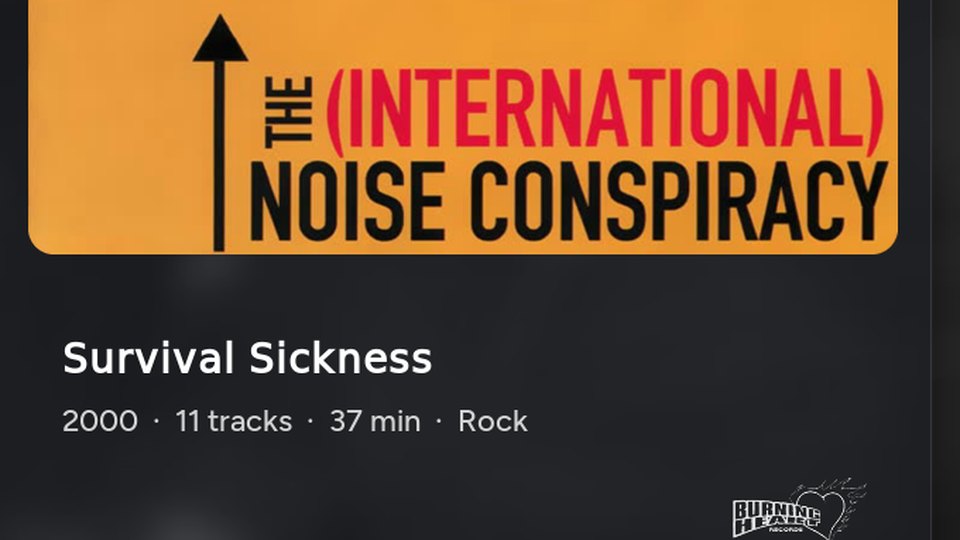 THE (INTERNATIONAL)
NOISE CONSPIRACY
Survival Sickness
2000 · 11 tracks · 37 min · Rock
BURNING
HEART
RECORDS